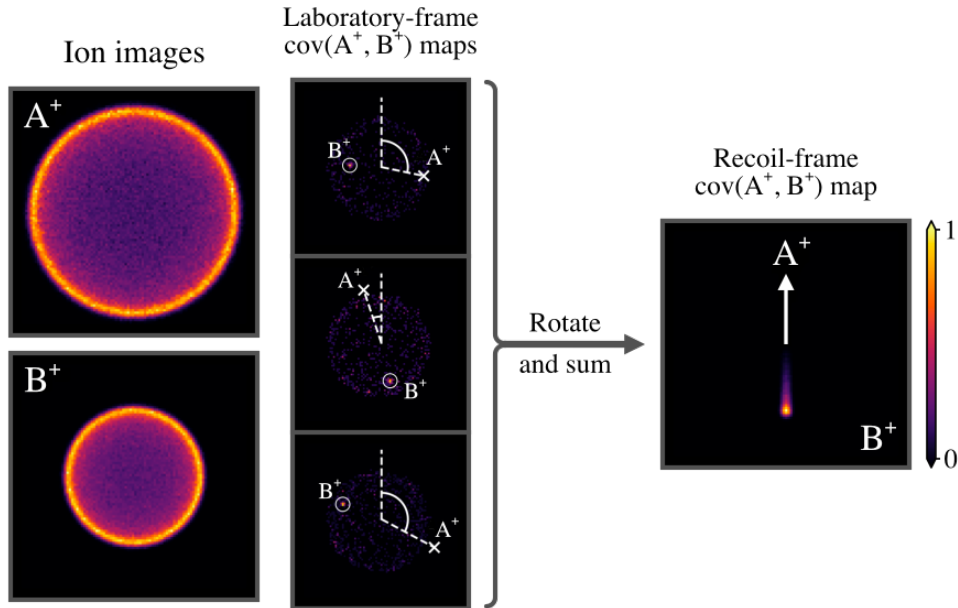 Ion images
A⁺
B⁺
Laboratory-frame
cov(A⁺, B⁺) maps
B⁺
A⁺
A⁺
B⁺
B⁺
A⁺
Rotate
and sum
Recoil-frame
cov(A⁺, B⁺) map
A⁺
B⁺
1
0